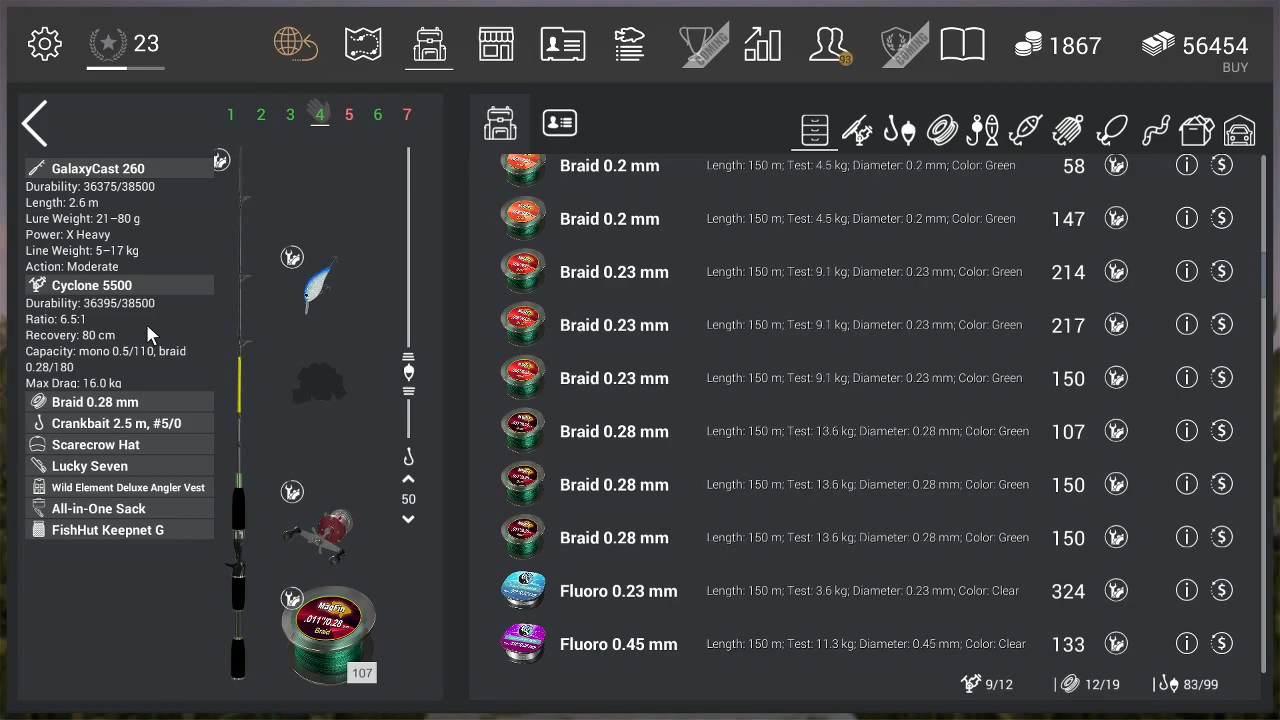 23
93
COMING
COMING
1867
56454
BUY
1 2 3 4 5 6 7
GalaxyCast 260
Durability: 36375/38500
Length: 2.6 m
Lure Weight: 21–80 g
Power: X Heavy
Line Weight: 5–17 kg
Action: Moderate
Cyclone 5500
Durability: 36395/38500
Ratio: 6.5:1
Recovery: 80 cm
Capacity: mono 0.5/110, braid
0.28/180
Max Drag: 16.0 kg
Braid 0.28 mm
Crankbait 2.5 m, #5/0
Scarecrow Hat
Lucky Seven
Wild Element Deluxe Angler Vest
All-in-One Sack
FishHut Keepnet G
50
MagFin
.011"/0.28
Braid
107
Braid 0.2 mm Length: 150 m; Test: 4.5 kg; Diameter: 0.2 mm; Color: Green 58
Braid 0.2 mm Length: 150 m; Test: 4.5 kg; Diameter: 0.2 mm; Color: Green 147
Braid 0.23 mm Length: 150 m; Test: 9.1 kg; Diameter: 0.23 mm; Color: Green 214
Braid 0.23 mm Length: 150 m; Test: 9.1 kg; Diameter: 0.23 mm; Color: Green 217
Braid 0.23 mm Length: 150 m; Test: 9.1 kg; Diameter: 0.23 mm; Color: Green 150
Braid 0.28 mm Length: 150 m; Test: 13.6 kg; Diameter: 0.28 mm; Color: Green 107
Braid 0.28 mm Length: 150 m; Test: 13.6 kg; Diameter: 0.28 mm; Color: Green 150
Braid 0.28 mm Length: 150 m; Test: 13.6 kg; Diameter: 0.28 mm; Color: Green 150
Fluoro 0.23 mm Length: 150 m; Test: 3.6 kg; Diameter: 0.23 mm; Color: Clear 324
Fluoro 0.45 mm Length: 150 m; Test: 11.3 kg; Diameter: 0.45 mm; Color: Clear 133
9/12 | 12/19 | 83/99